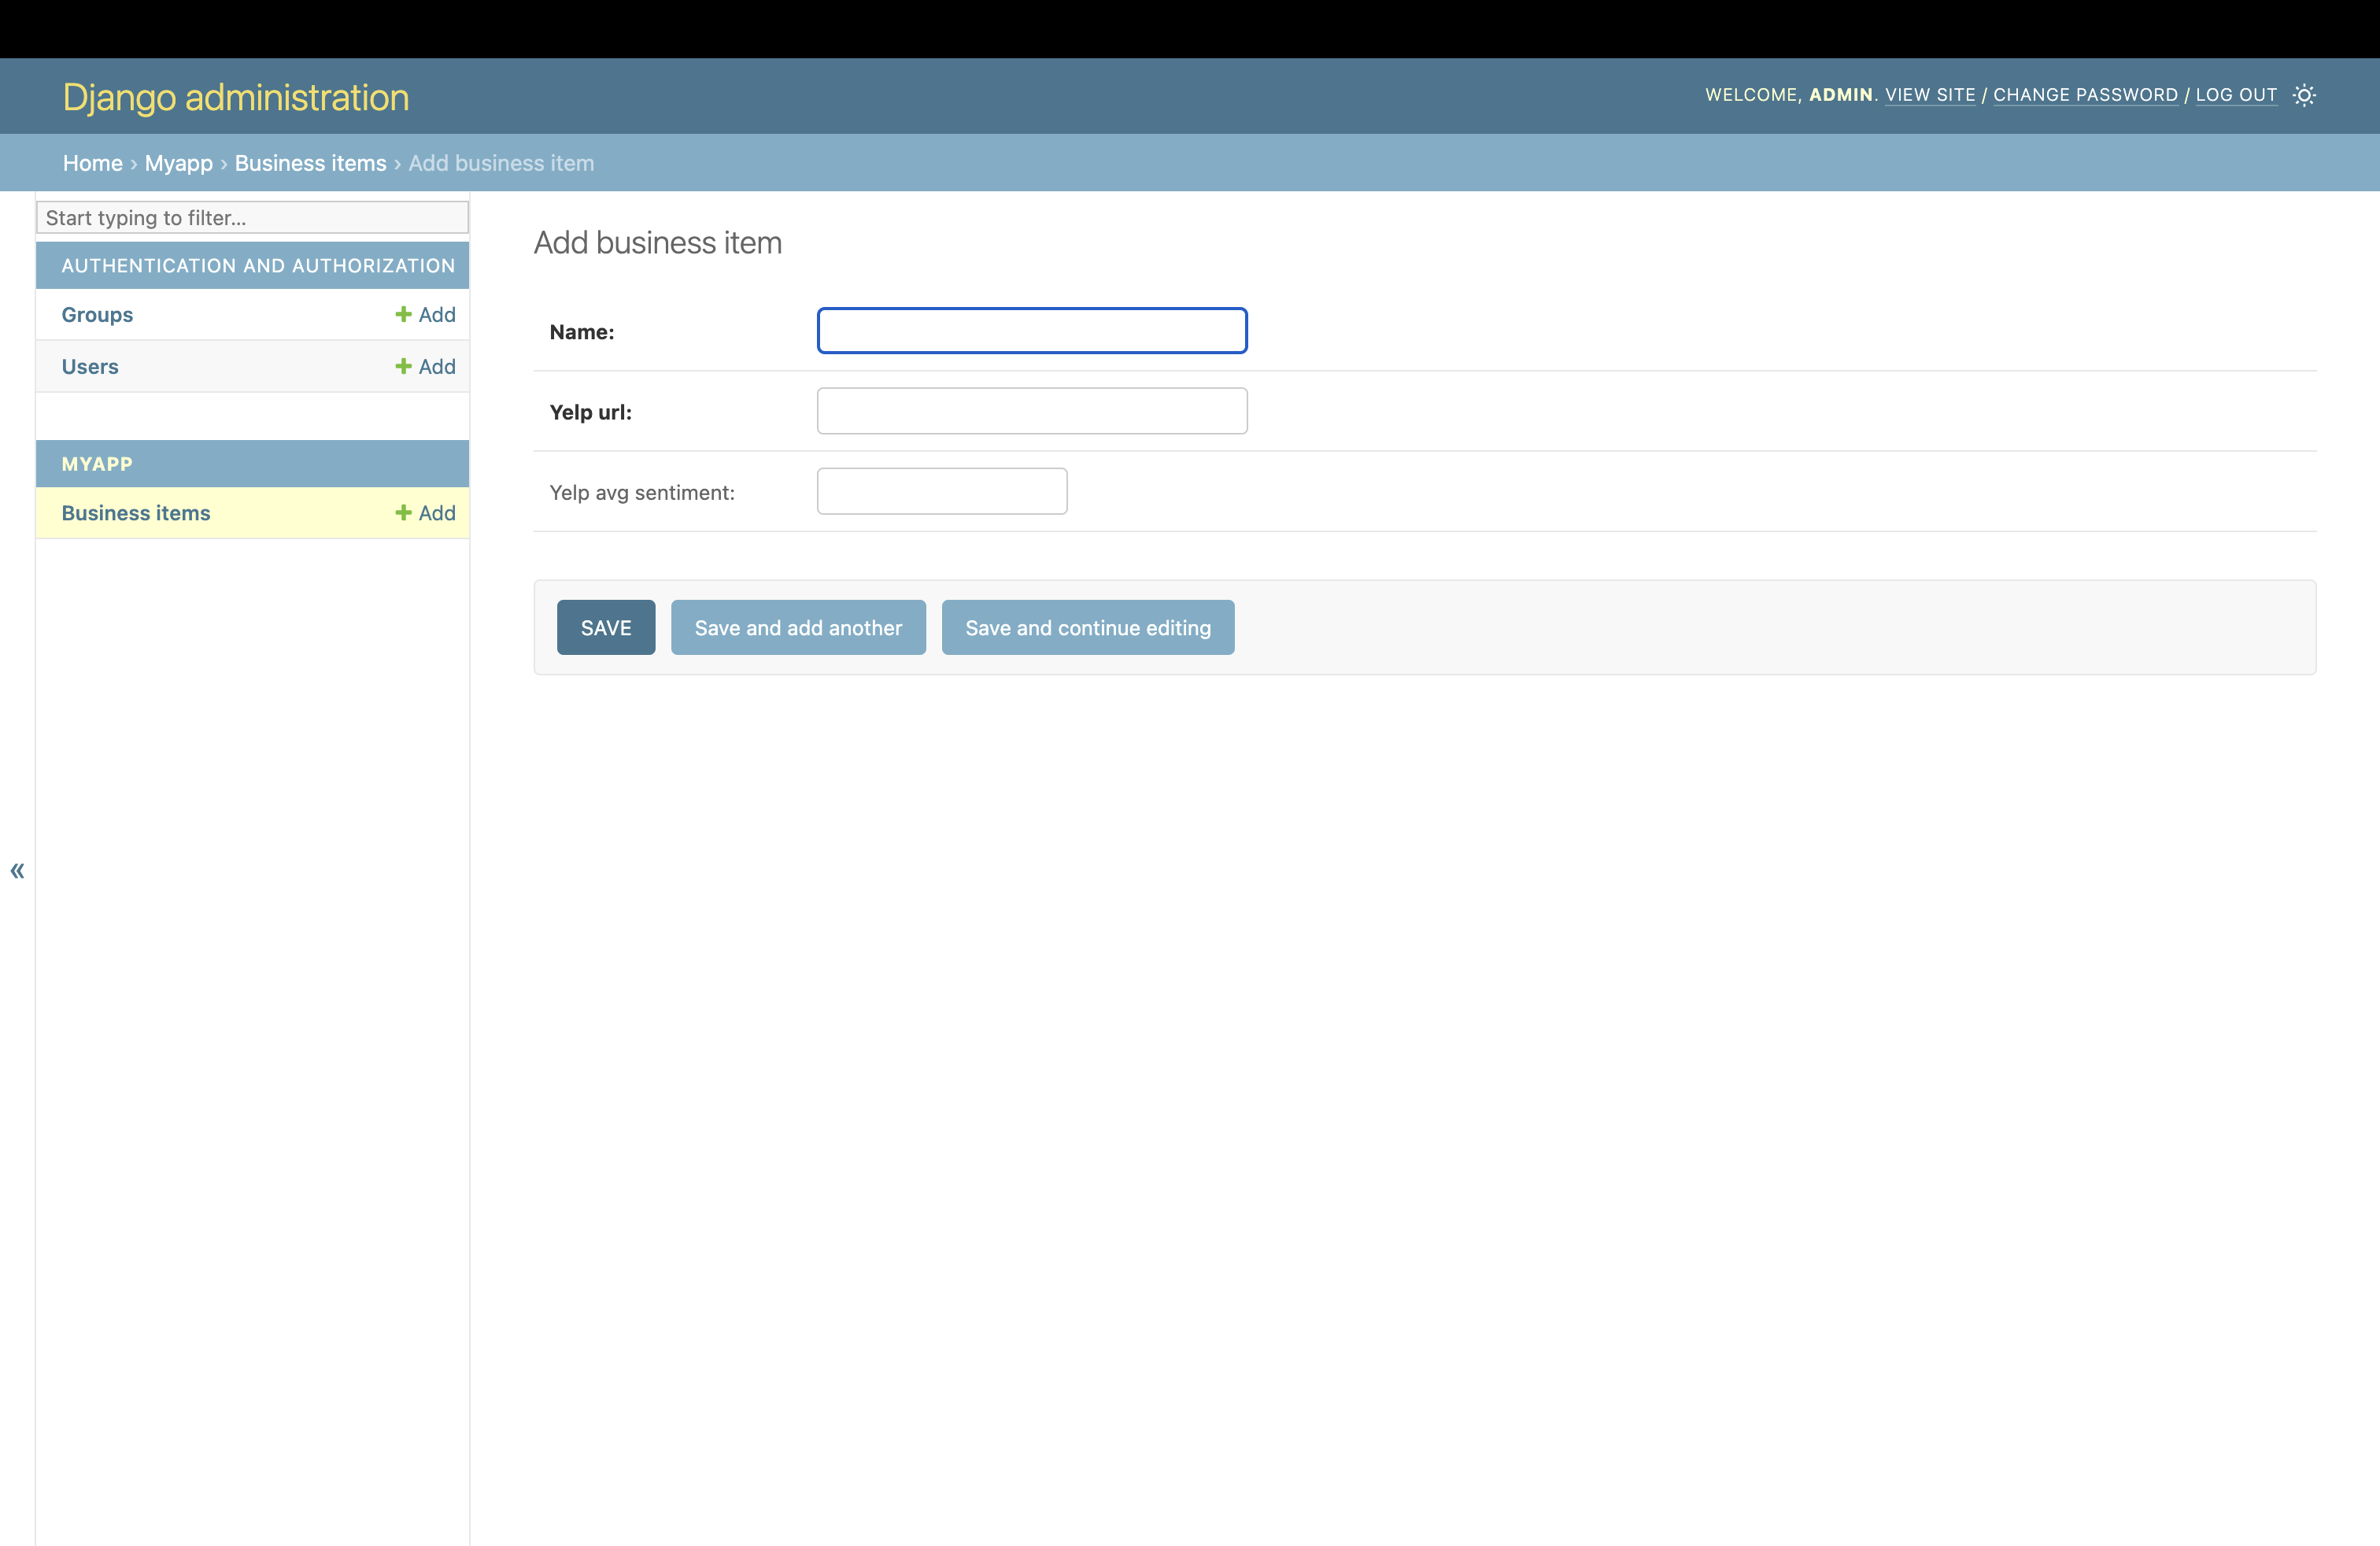 Django administration
WELCOME, ADMIN. VIEW SITE / CHANGE PASSWORD / LOG OUT
Home › Myapp › Business items › Add business item
Start typing to filter...
AUTHENTICATION AND AUTHORIZATION
Groups + Add
Users + Add
MYAPP
Business items + Add
«
Add business item
Name:
Yelp url:
Yelp avg sentiment:
SAVE Save and add another Save and continue editing